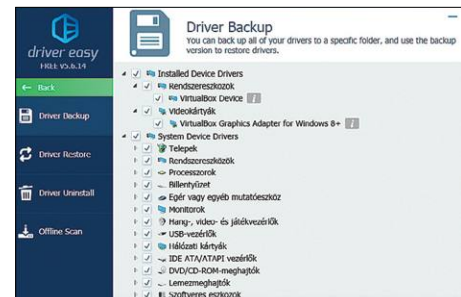 driver easy
FREE V5.6.14
← Back
Driver Backup
Driver Restore
Driver Uninstall
Offline Scan
Driver Backup
You can back up all of your drivers to a specific folder, and use the backup
version to restore drivers.
Installed Device Drivers
Rendszereszközök
VirtualBox Device
Videokártyák
VirtualBox Graphics Adapter for Windows 8+
System Device Drivers
Telepek
Rendszereszközök
Processzorok
Billentyűzet
Egér vagy egyéb mutatóeszköz
Monitorok
Hang-, video- és játékvezérlők
USB-vezérlők
Hálózati kártyák
IDE ATA/ATAPI vezérlők
DVD/CD-ROM-meghajtók
Lemezmeghajtók
Szoftveres eszközök